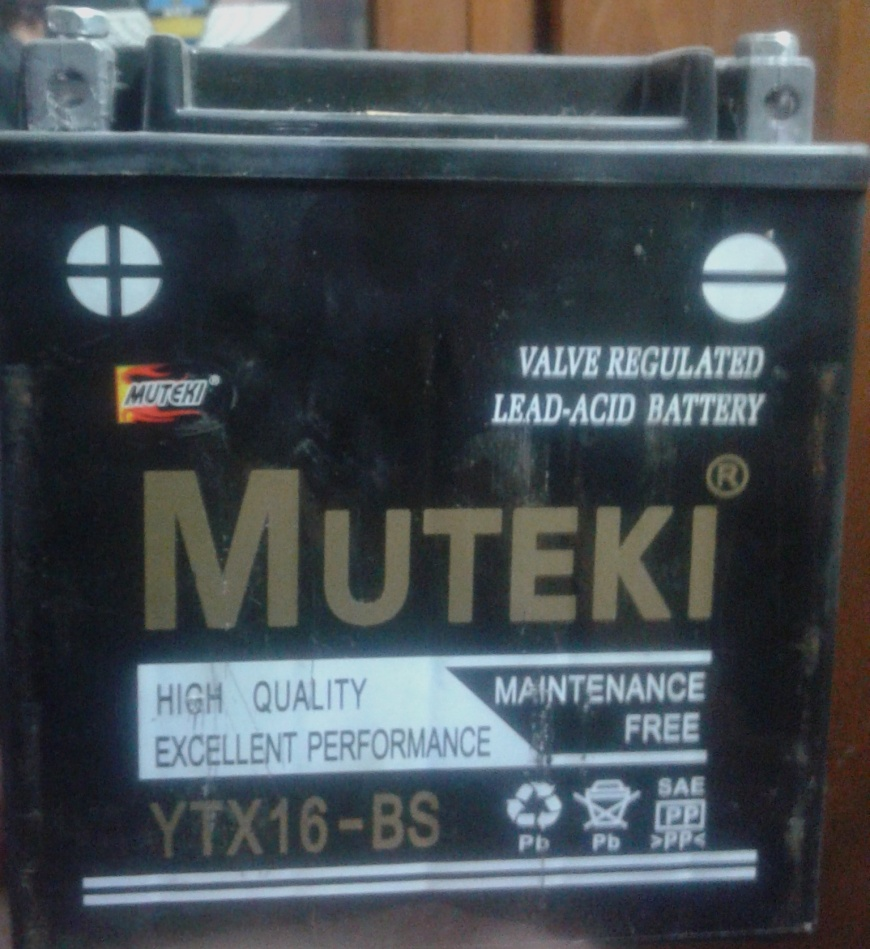 MUTEKI®
VALVE REGULATED
LEAD-ACID BATTERY
MUTEKI®
HIGH QUALITY
EXCELLENT PERFORMANCE
MAINTENANCE
FREE
YTX16-BS
Pb
Pb
SAE
PP
>PP<